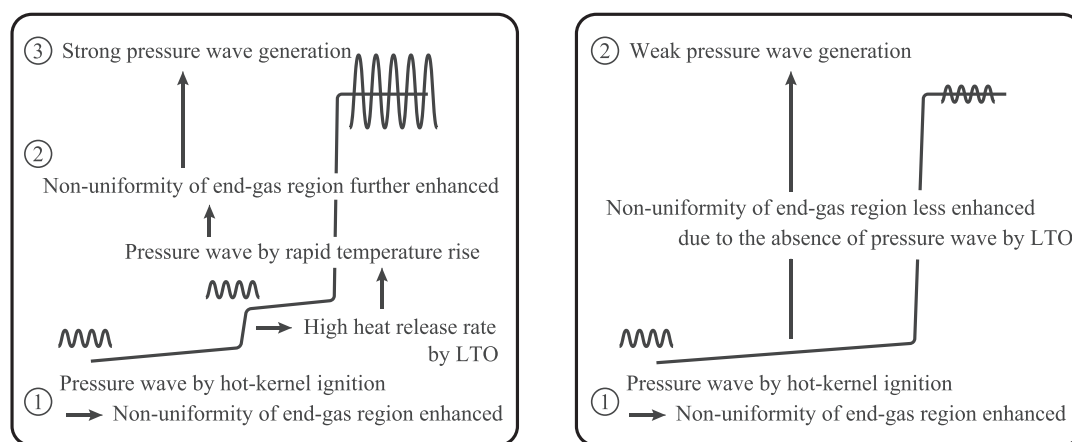 ③ Strong pressure wave generation
②
Non-uniformity of end-gas region further enhanced
Pressure wave by rapid temperature rise
High heat release rate
by LTO
Pressure wave by hot-kernel ignition
①
Non-uniformity of end-gas region enhanced
② Weak pressure wave generation
Non-uniformity of end-gas region less enhanced
due to the absence of pressure wave by LTO
Pressure wave by hot-kernel ignition
①
Non-uniformity of end-gas region enhanced